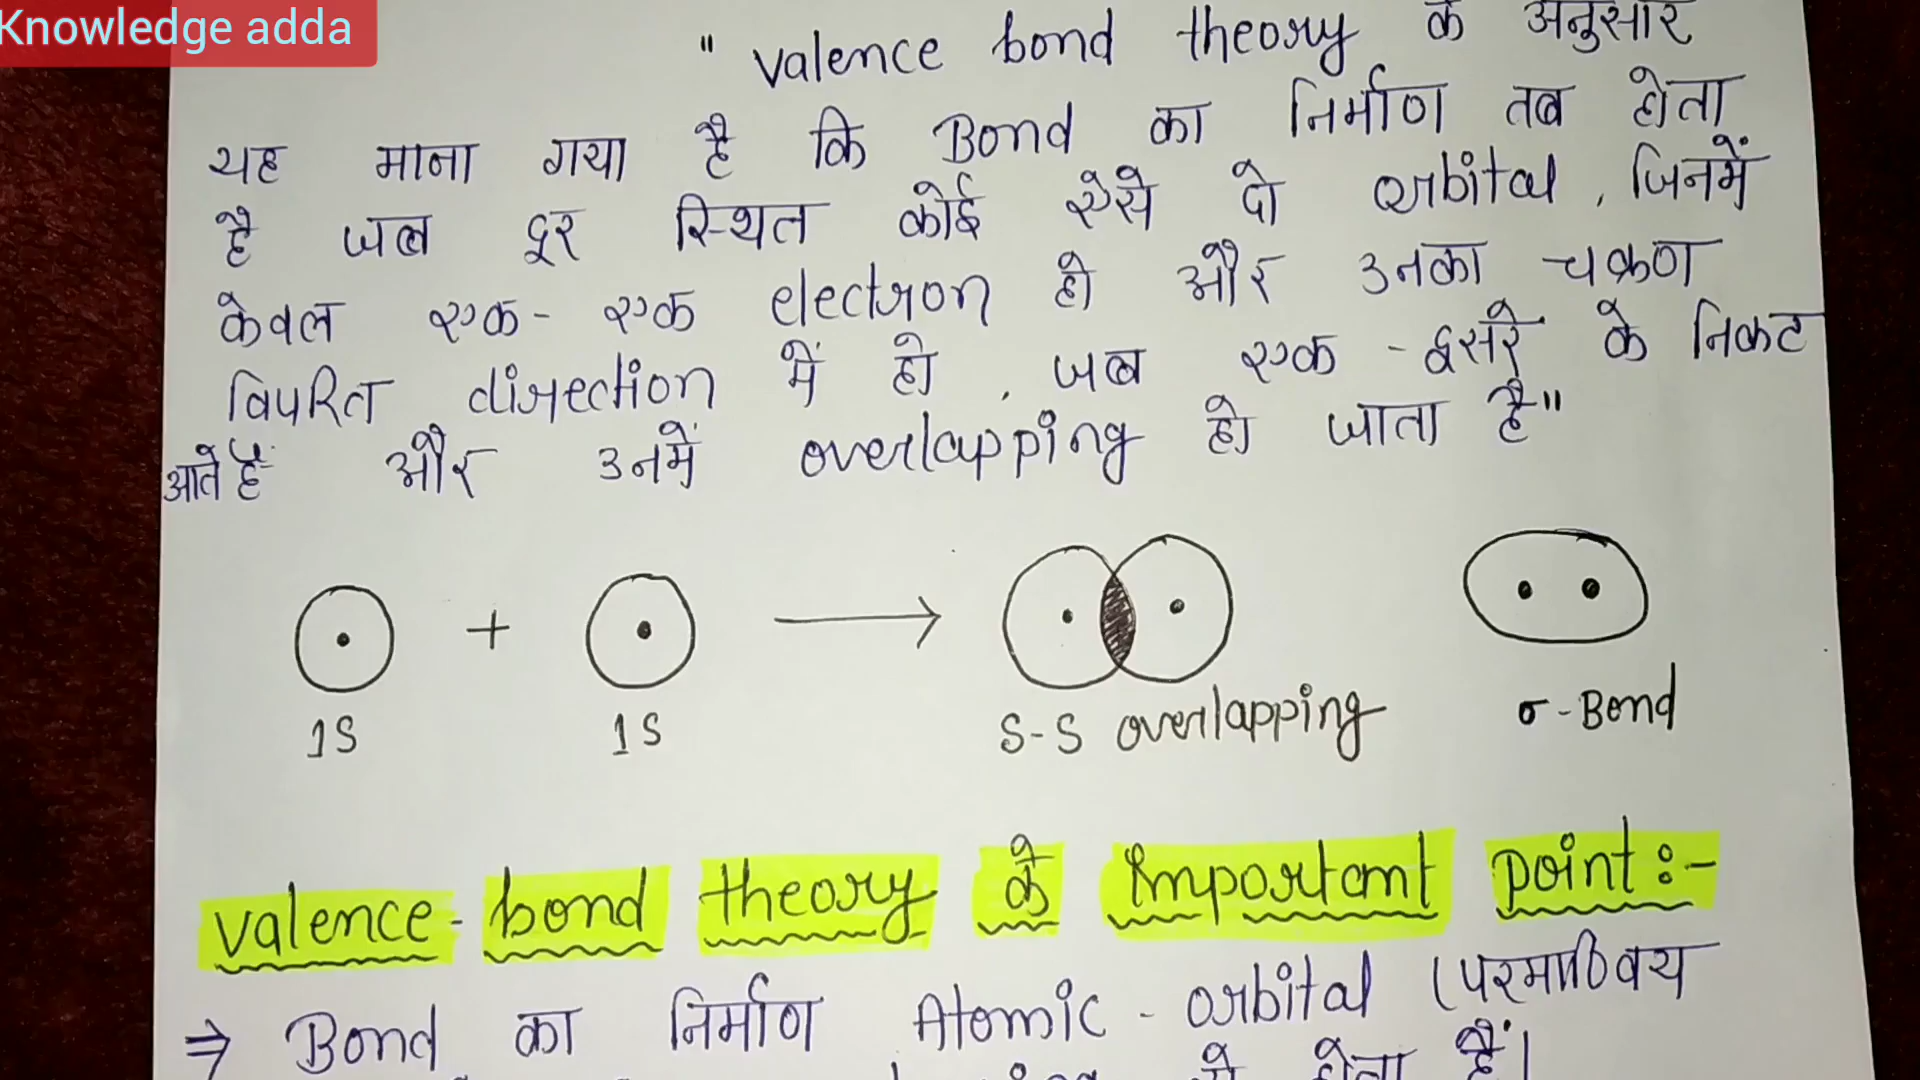 Knowledge adda
" valence bond theory के अनुसार
यह माना गया है कि Bond का निर्माण तब होता
है जब दूर स्थित कोई ऐसे दो orbital, जिनमें
केवल एक-एक electron हो और उनका चक्रण
विपरित direction में हो, जब एक-दूसरे के निकट
आते है और उनमें overlapping हो जाता है"
+
1S 1S S-S overlapping σ-Bond
valence-bond theory के Important point:-
⇒ Bond का निर्माण Atomic-orbital (परमाण्विय
से होता हैं।